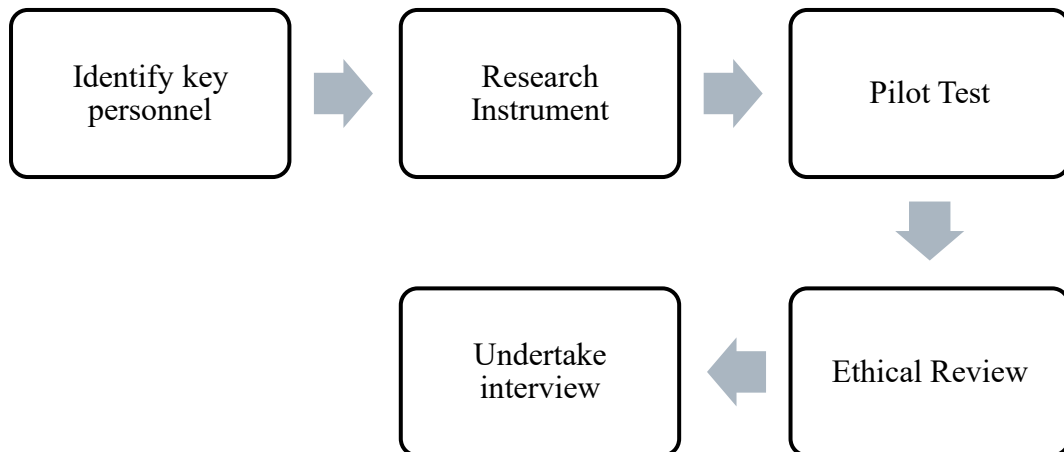 Identify key
personnel
Research
Instrument
Pilot Test
Ethical Review
Undertake
interview